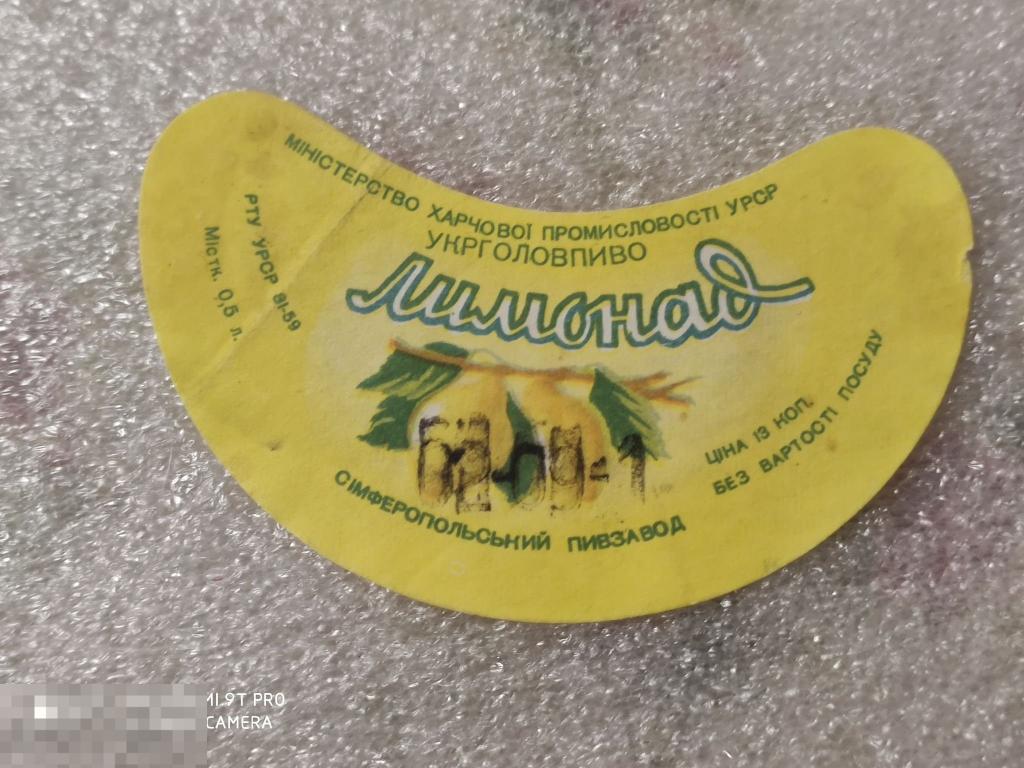 МІНІСТЕРСТВО ХАРЧОВОЇ ПРОМИСЛОВОСТІ УРСР
УКРГОЛОВПИВО
Лимонад
РТУ УРСР 81-59
Містк. 0,5 л.
ЦІНА 13 КОП.
БЕЗ ВАРТОСТІ ПОСУДУ
СІМФЕРОПОЛЬСЬКИЙ ПИВЗАВОД
MI 9T PRO
CAMERA